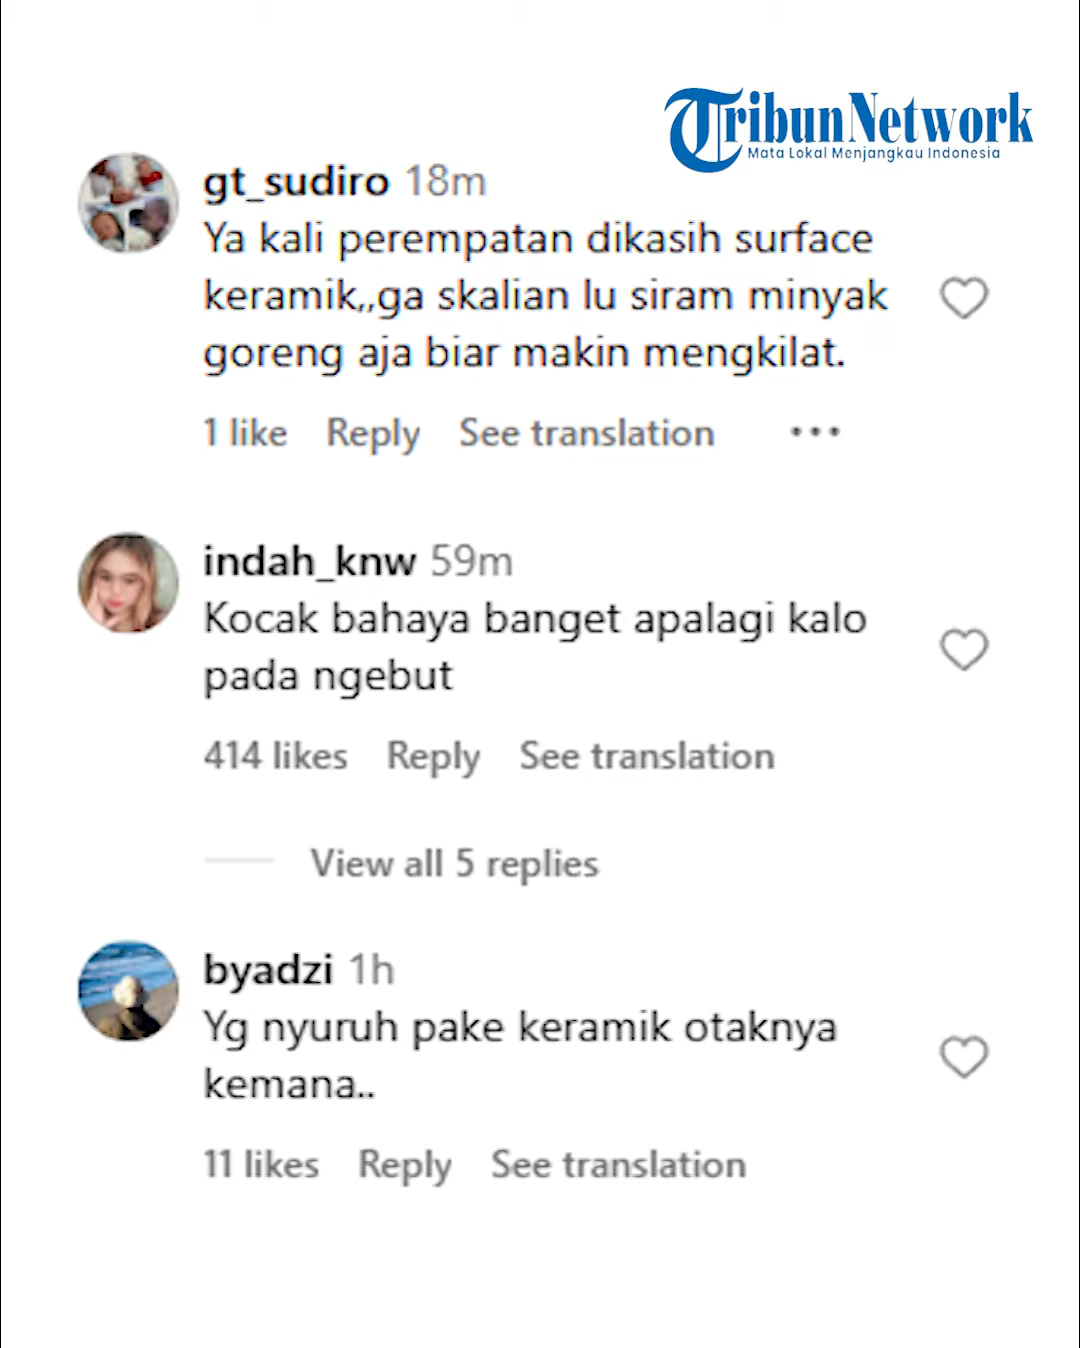 Tribun Network
Mata Lokal Menjangkau Indonesia
gt_sudiro 18m
Ya kali perempatan dikasih surface
keramik,,ga skalian lu siram minyak
goreng aja biar makin mengkilat.
1 like Reply See translation •••
indah_knw 59m
Kocak bahaya banget apalagi kalo
pada ngebut
414 likes Reply See translation
View all 5 replies
byadzi 1h
Yg nyuruh pake keramik otaknya
kemana..
11 likes Reply See translation